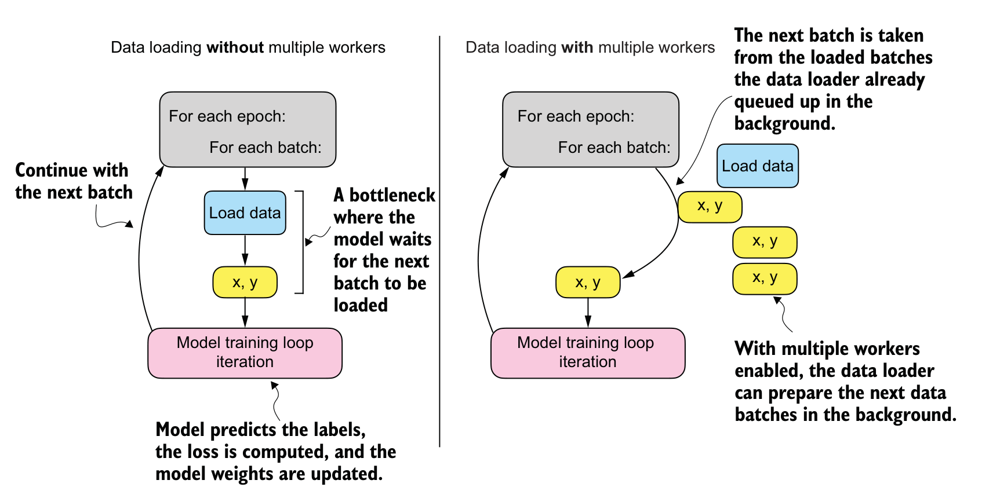 Data loading without multiple workers
For each epoch:
For each batch:
Continue with
the next batch
Load data
A bottleneck
where the
model waits
for the next
batch to be
loaded
x, y
Model training loop
iteration
Model predicts the labels,
the loss is computed, and the
model weights are updated.
Data loading with multiple workers
The next batch is taken
from the loaded batches
the data loader already
queued up in the
background.
For each epoch:
For each batch:
Load data
x, y
x, y
x, y
x, y
Model training loop
iteration
With multiple workers
enabled, the data loader
can prepare the next data
batches in the background.